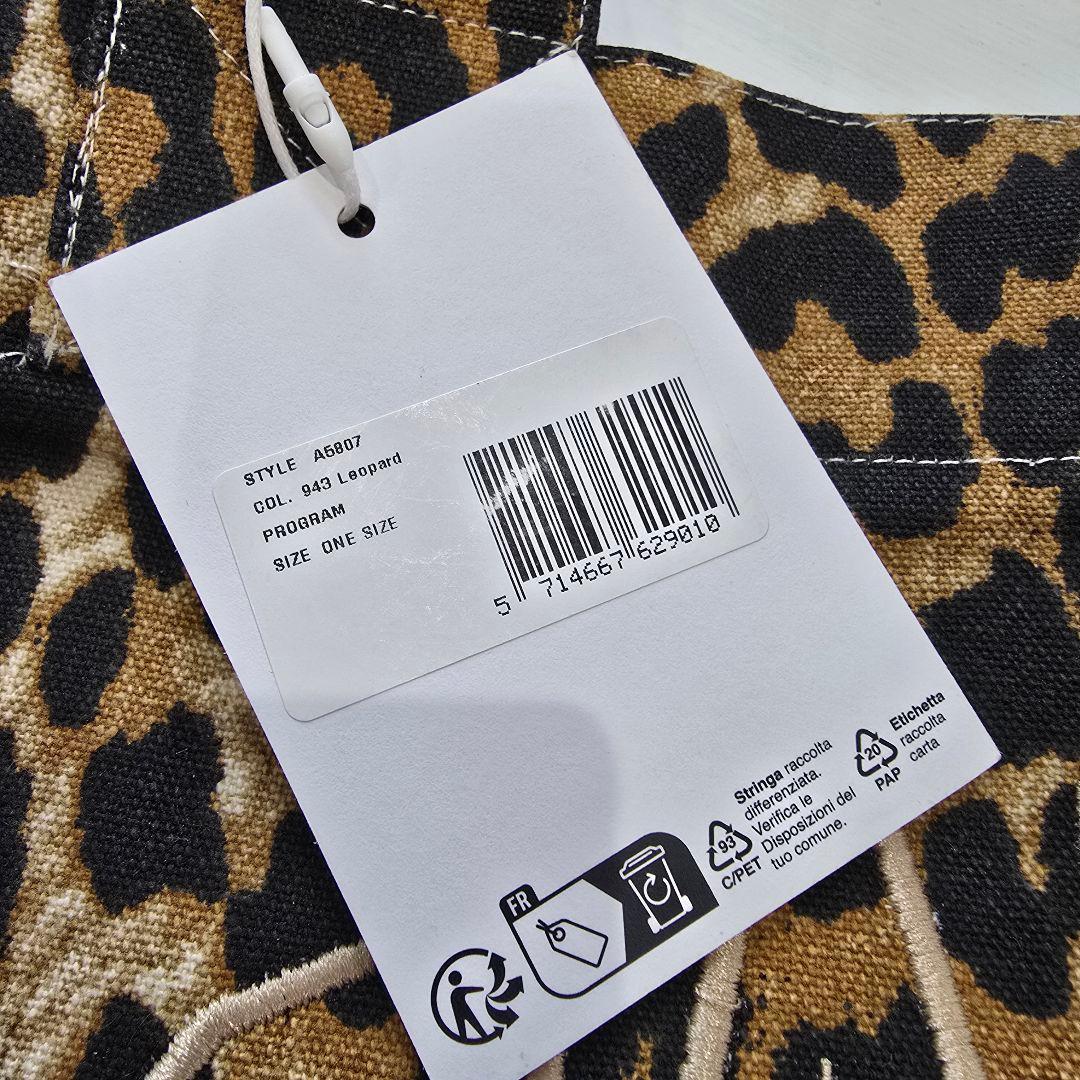 STYLE A5807
COL. 943 Leopard
PROGRAM
SIZE ONE SIZE
5 714667 629010
Stringa raccolta
differenziata.
Verifica le
Disposizioni del
tuo comune.
93
C/PET
20
PAP
Etichetta
raccolta
carta
FR